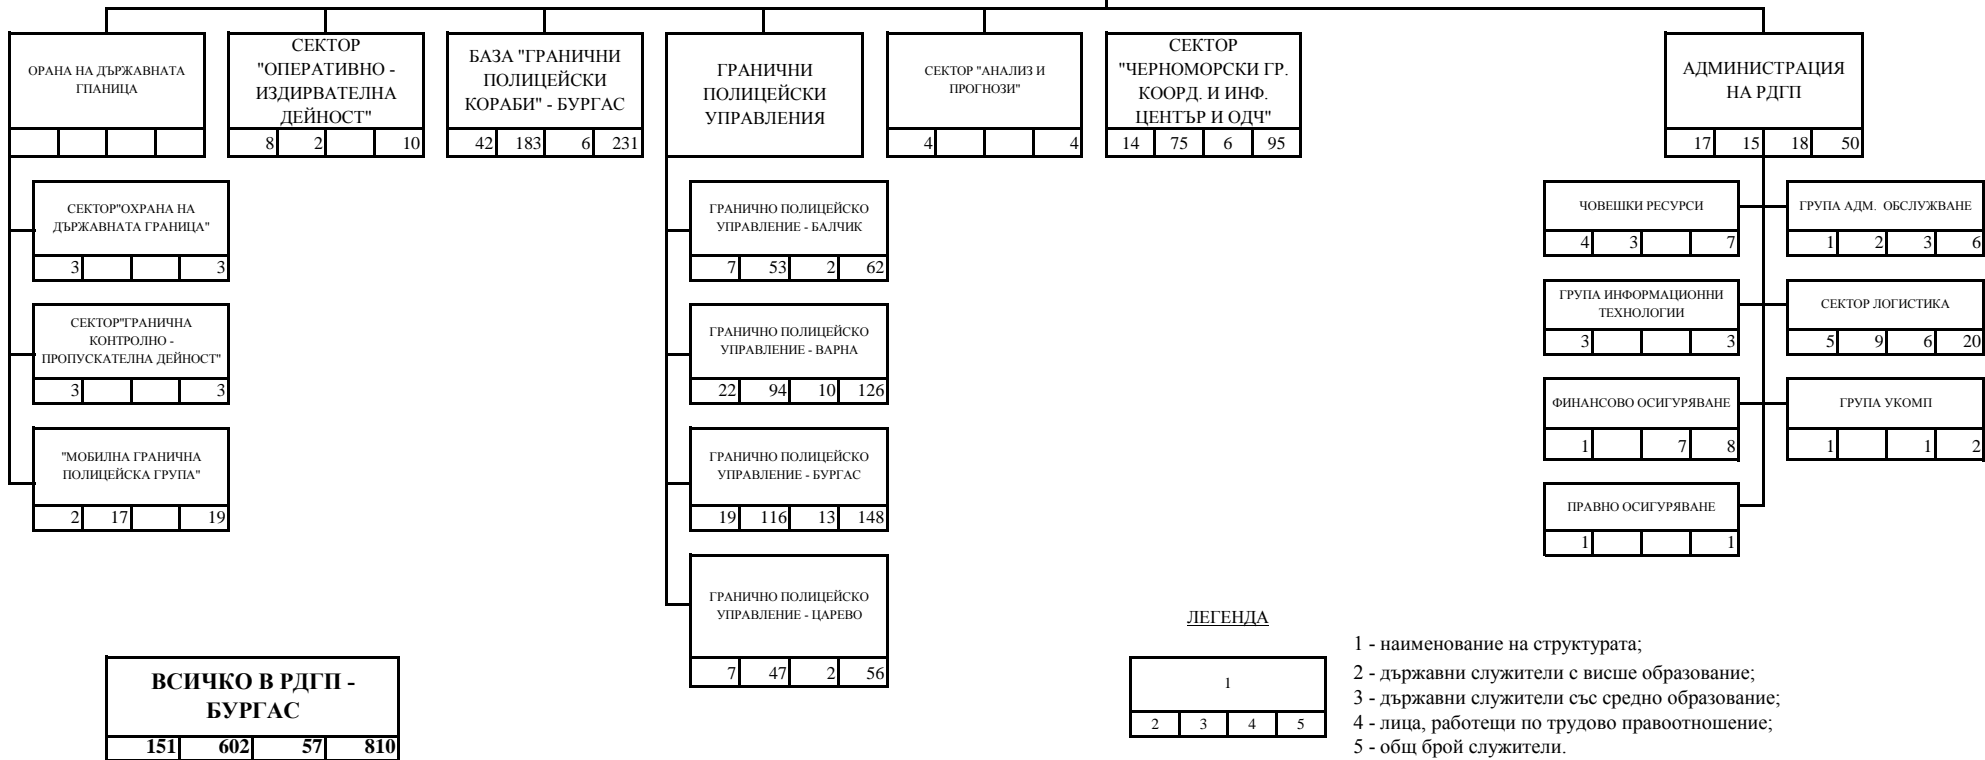 ОРАНА НА ДЪРЖАВНАТА
ГПАНИЦА
СЕКТОР
"ОПЕРАТИВНО -
ИЗДИРВАТЕЛНА
ДЕЙНОСТ"
8 2 10
БАЗА "ГРАНИЧНИ
ПОЛИЦЕЙСКИ
КОРАБИ" - БУРГАС
42 183 6 231
ГРАНИЧНИ
ПОЛИЦЕЙСКИ
УПРАВЛЕНИЯ
СЕКТОР "АНАЛИЗ И
ПРОГНОЗИ"
4 4
СЕКТОР
"ЧЕРНОМОРСКИ ГР.
КООРД. И ИНФ.
ЦЕНТЪР И ОДЧ"
14 75 6 95
АДМИНИСТРАЦИЯ
НА РДГП
17 15 18 50
СЕКТОР"ОХРАНА НА
ДЪРЖАВНАТА ГРАНИЦА"
3 3
СЕКТОР"ГРАНИЧНА
КОНТРОЛНО -
ПРОПУСКАТЕЛНА ДЕЙНОСТ"
3 3
"МОБИЛНА ГРАНИЧНА
ПОЛИЦЕЙСКА ГРУПА"
2 17 19
ГРАНИЧНО ПОЛИЦЕЙСКО
УПРАВЛЕНИЕ - БАЛЧИК
7 53 2 62
ГРАНИЧНО ПОЛИЦЕЙСКО
УПРАВЛЕНИЕ - ВАРНА
22 94 10 126
ГРАНИЧНО ПОЛИЦЕЙСКО
УПРАВЛЕНИЕ - БУРГАС
19 116 13 148
ГРАНИЧНО ПОЛИЦЕЙСКО
УПРАВЛЕНИЕ - ЦАРЕВО
7 47 2 56
ЧОВЕШКИ РЕСУРСИ
4 3 7
ГРУПА АДМ. ОБСЛУЖВАНЕ
1 2 3 6
ГРУПА ИНФОРМАЦИОННИ
ТЕХНОЛОГИИ
3 3
СЕКТОР ЛОГИСТИКА
5 9 6 20
ФИНАНСОВО ОСИГУРЯВАНЕ
1 7 8
ГРУПА УКОМП
1 1 2
ПРАВНО ОСИГУРЯВАНЕ
1 1
ВСИЧКО В РДГП -
БУРГАС
151 602 57 810
ЛЕГЕНДА
1
2 3 4 5
1 - наименование на структурата;
2 - държавни служители с висше образование;
3 - държавни служители със средно образование;
4 - лица, работещи по трудово правоотношение;
5 - общ брой служители.